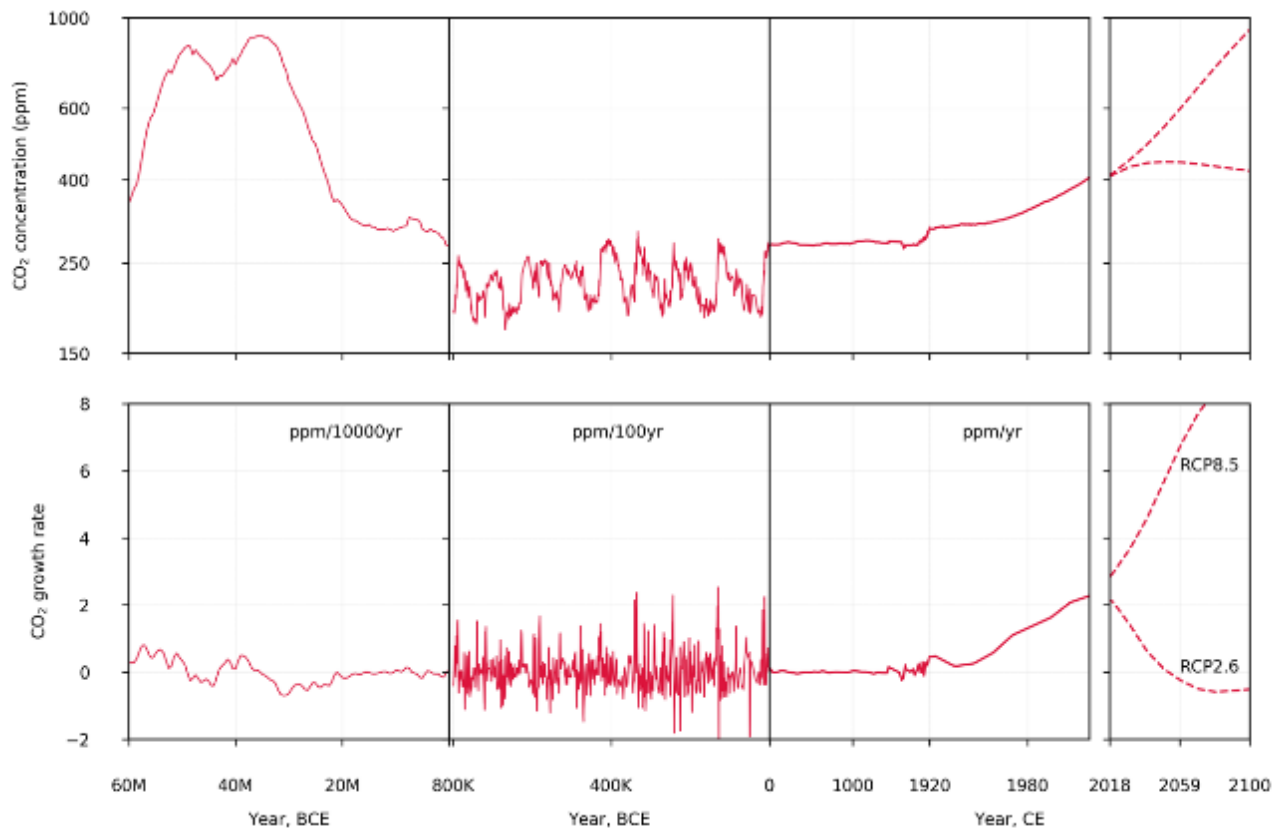 1000
600
400
250
150
CO₂ concentration (ppm)
8
6
4
2
0
−2
CO₂ growth rate
ppm/10000yr
ppm/100yr
ppm/yr
RCP8.5
RCP2.6
60M 40M 20M 800K 400K 0 1000 1920 1980 2018 2059 2100
Year, BCE Year, BCE Year, CE